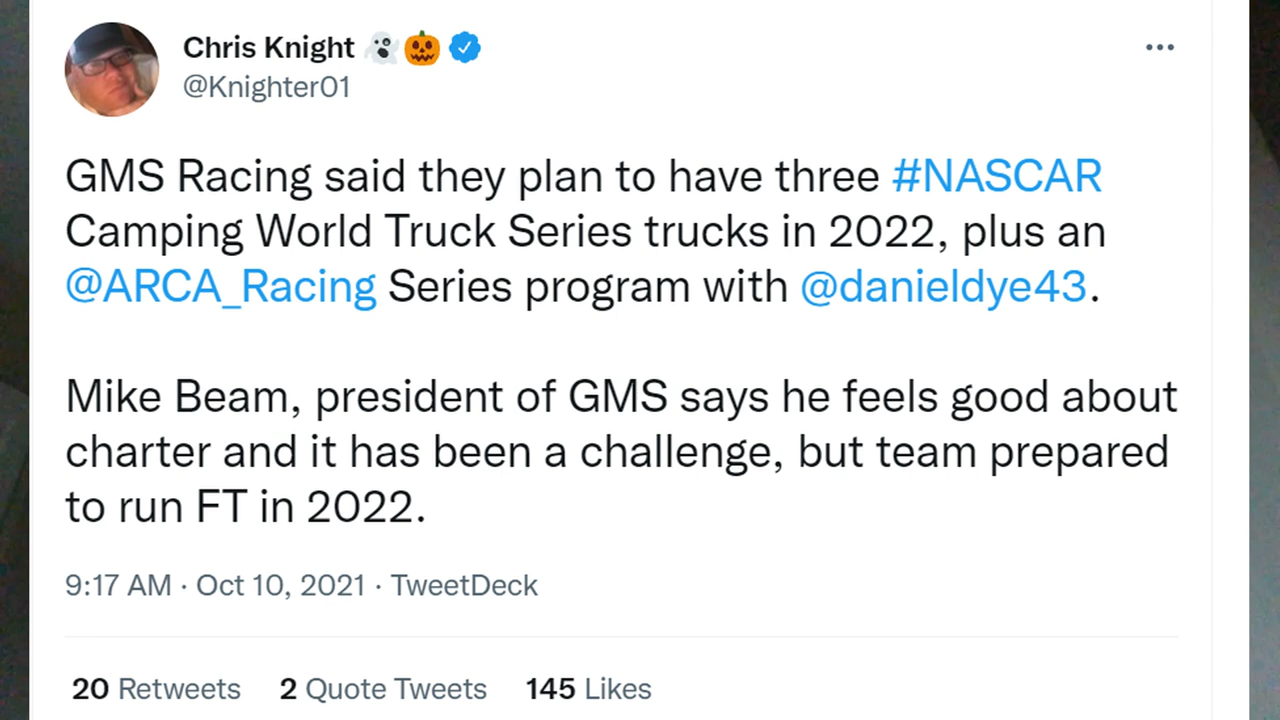 Chris Knight 👻🎃
@Knighter01
GMS Racing said they plan to have three #NASCAR
Camping World Truck Series trucks in 2022, plus an
@ARCA_Racing Series program with @danieldye43.
Mike Beam, president of GMS says he feels good about
charter and it has been a challenge, but team prepared
to run FT in 2022.
9:17 AM · Oct 10, 2021 · TweetDeck
20 Retweets 2 Quote Tweets 145 Likes